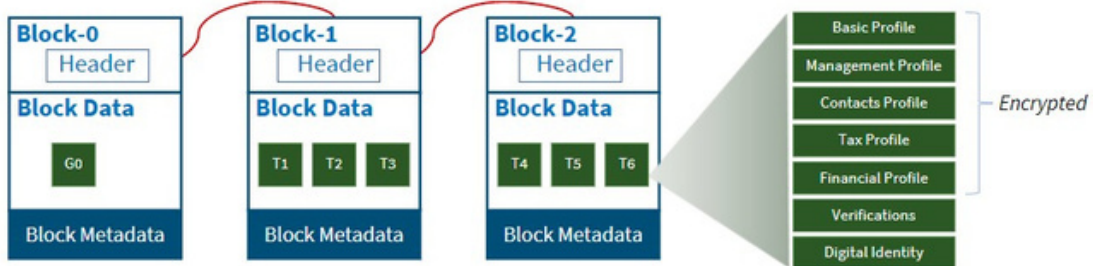 Block-0
Header
Block Data
G0
Block Metadata
Block-1
Header
Block Data
T1 T2 T3
Block Metadata
Block-2
Header
Block Data
T4 T5 T6
Block Metadata
Basic Profile
Management Profile
Contacts Profile
Tax Profile
Financial Profile
Verifications
Digital Identity
Encrypted